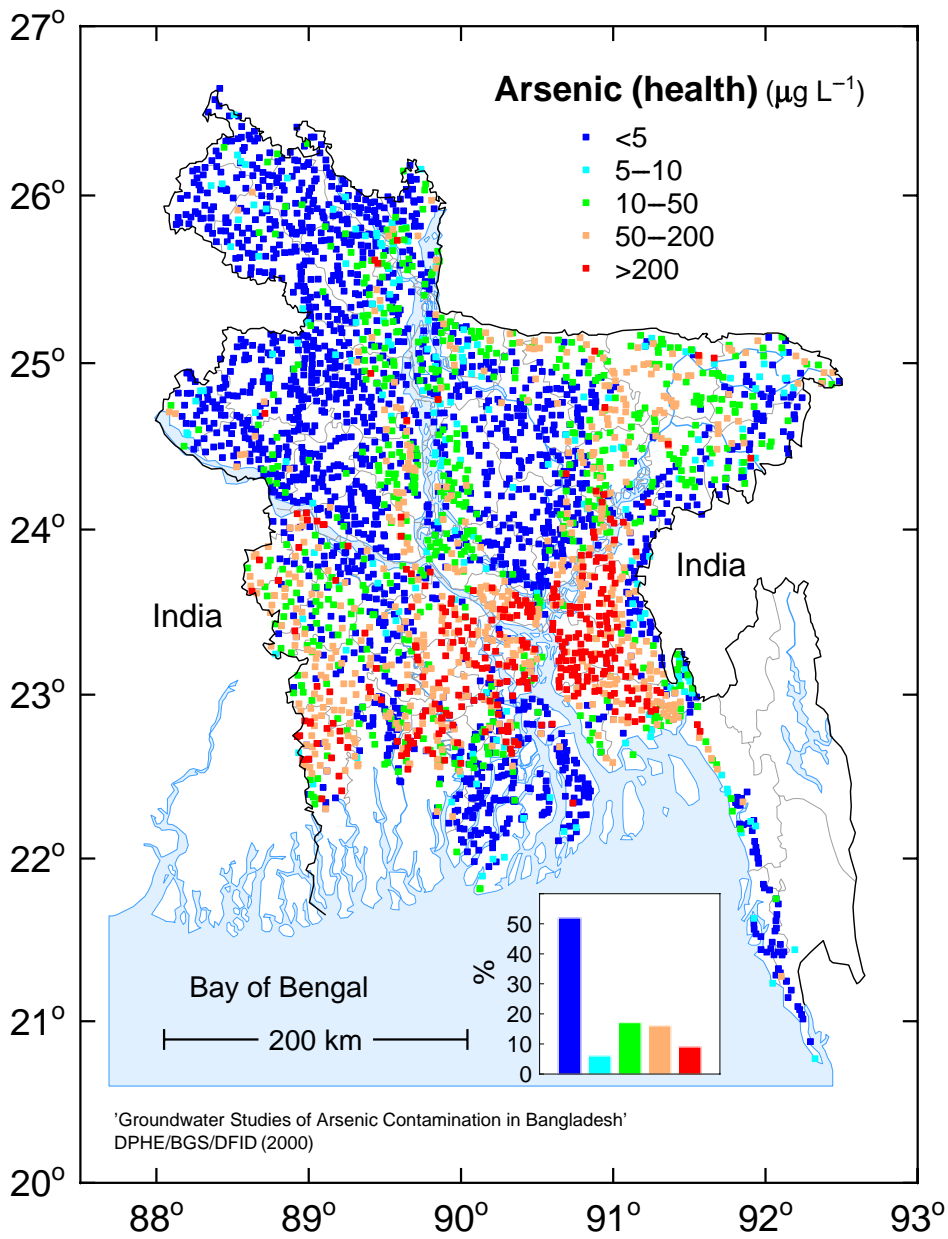 27°
Arsenic (health) (μg L⁻¹)
<5
5–10
10–50
50–200
>200
26°
25°
24°
India
India
23°
22°
50
40
30
20
10
0
%
Bay of Bengal
200 km
21°
'Groundwater Studies of Arsenic Contamination in Bangladesh'
DPHE/BGS/DFID (2000)
20°
88° 89° 90° 91° 92° 93°